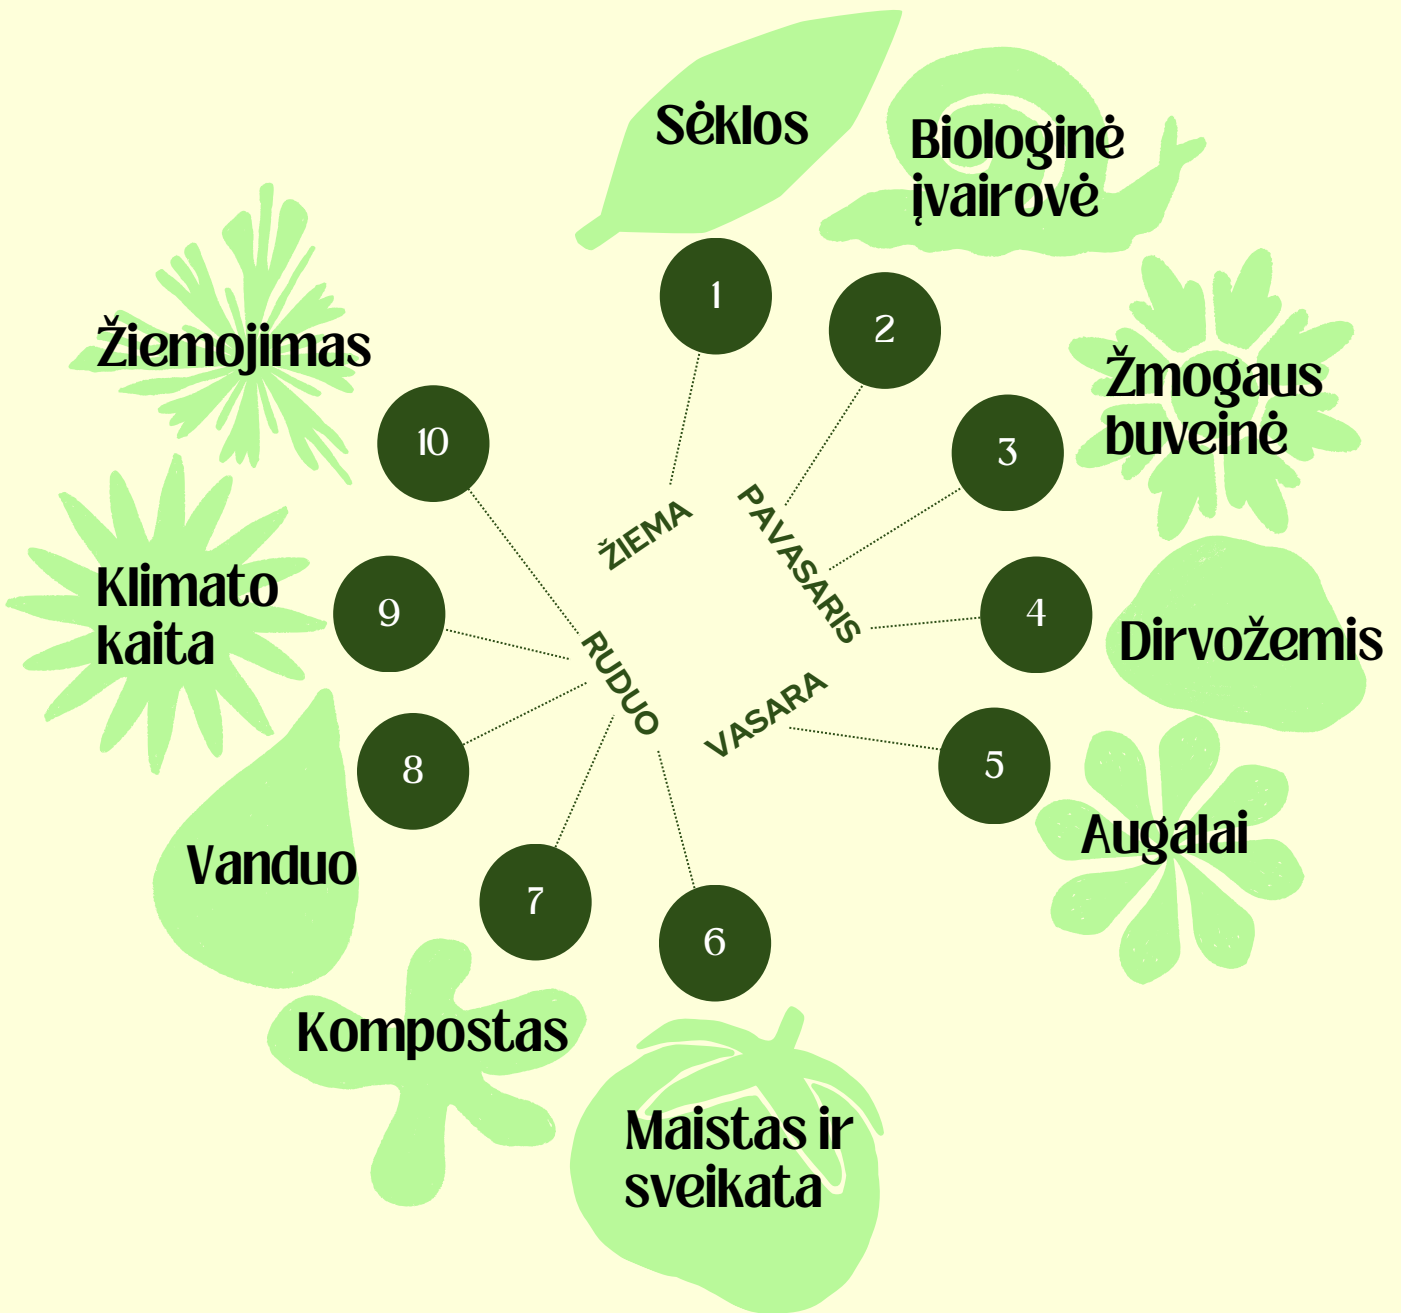 Sėklos
Biologinė
įvairovė
1
2
Žmogaus
buveinė
3
Žiemojimas
10
ŽIEMA
PAVASARIS
Klimato
kaita
9
4
Dirvožemis
RUDUO
VASARA
8
5
Vanduo
Augalai
7
6
Kompostas
Maistas ir
sveikata